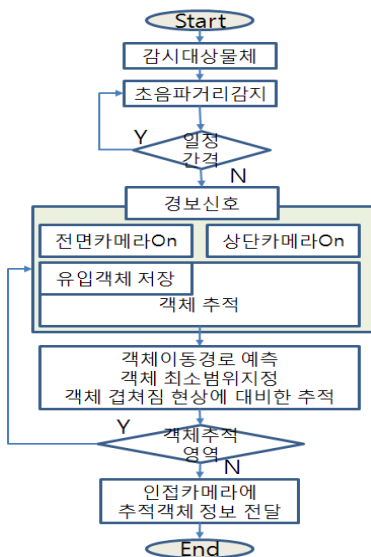 Start
감시대상물체
초음파거리감지
Y
일정
간격
N
경보신호
전면카메라On
상단카메라On
유입객체 저장
객체 추적
객체이동경로 예측
객체 최소범위지정
객체 겹쳐짐 현상에 대비한 추적
Y
객체추적
영역
N
인접카메라에
추적객체 정보 전달
End